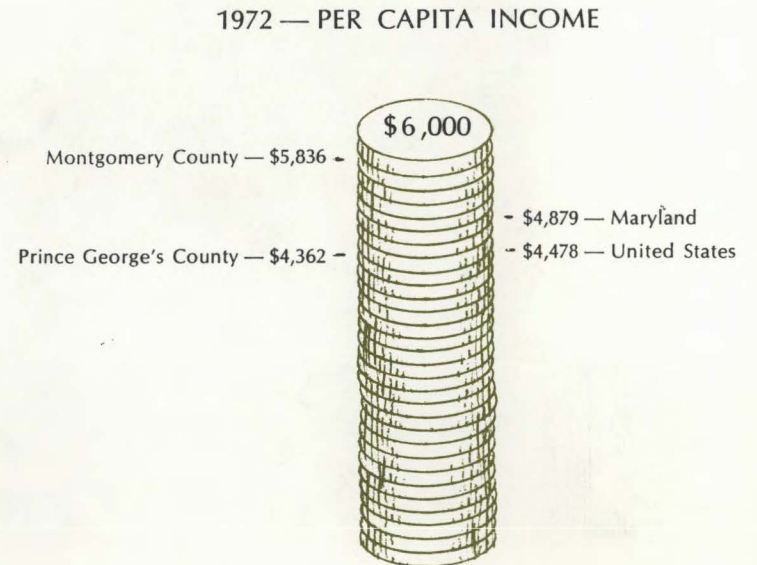 1972 — PER CAPITA INCOME
$6,000
Montgomery County — $5,836 -
- $4,879 — Maryland
Prince George's County — $4,362 -
- $4,478 — United States